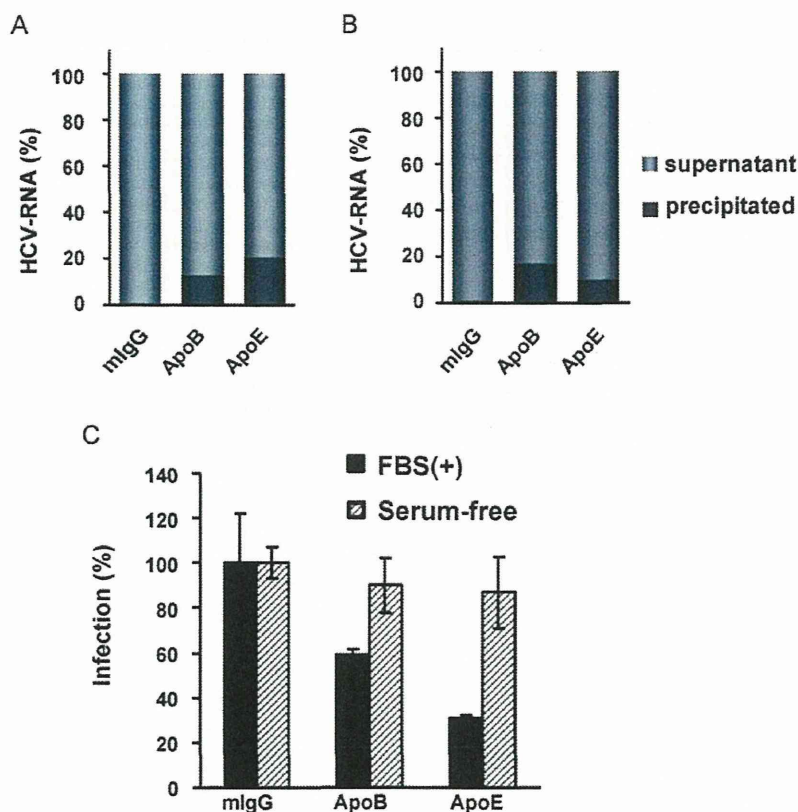 A
HCV-RNA (%)
100
80
60
40
20
0
mIgG
ApoB
ApoE
B
HCV-RNA (%)
100
80
60
40
20
0
mIgG
ApoB
ApoE
supernatant
precipitated
C
FBS(+)
Serum-free
Infection (%)
140
120
100
80
60
40
20
0
mIgG
ApoB
ApoE